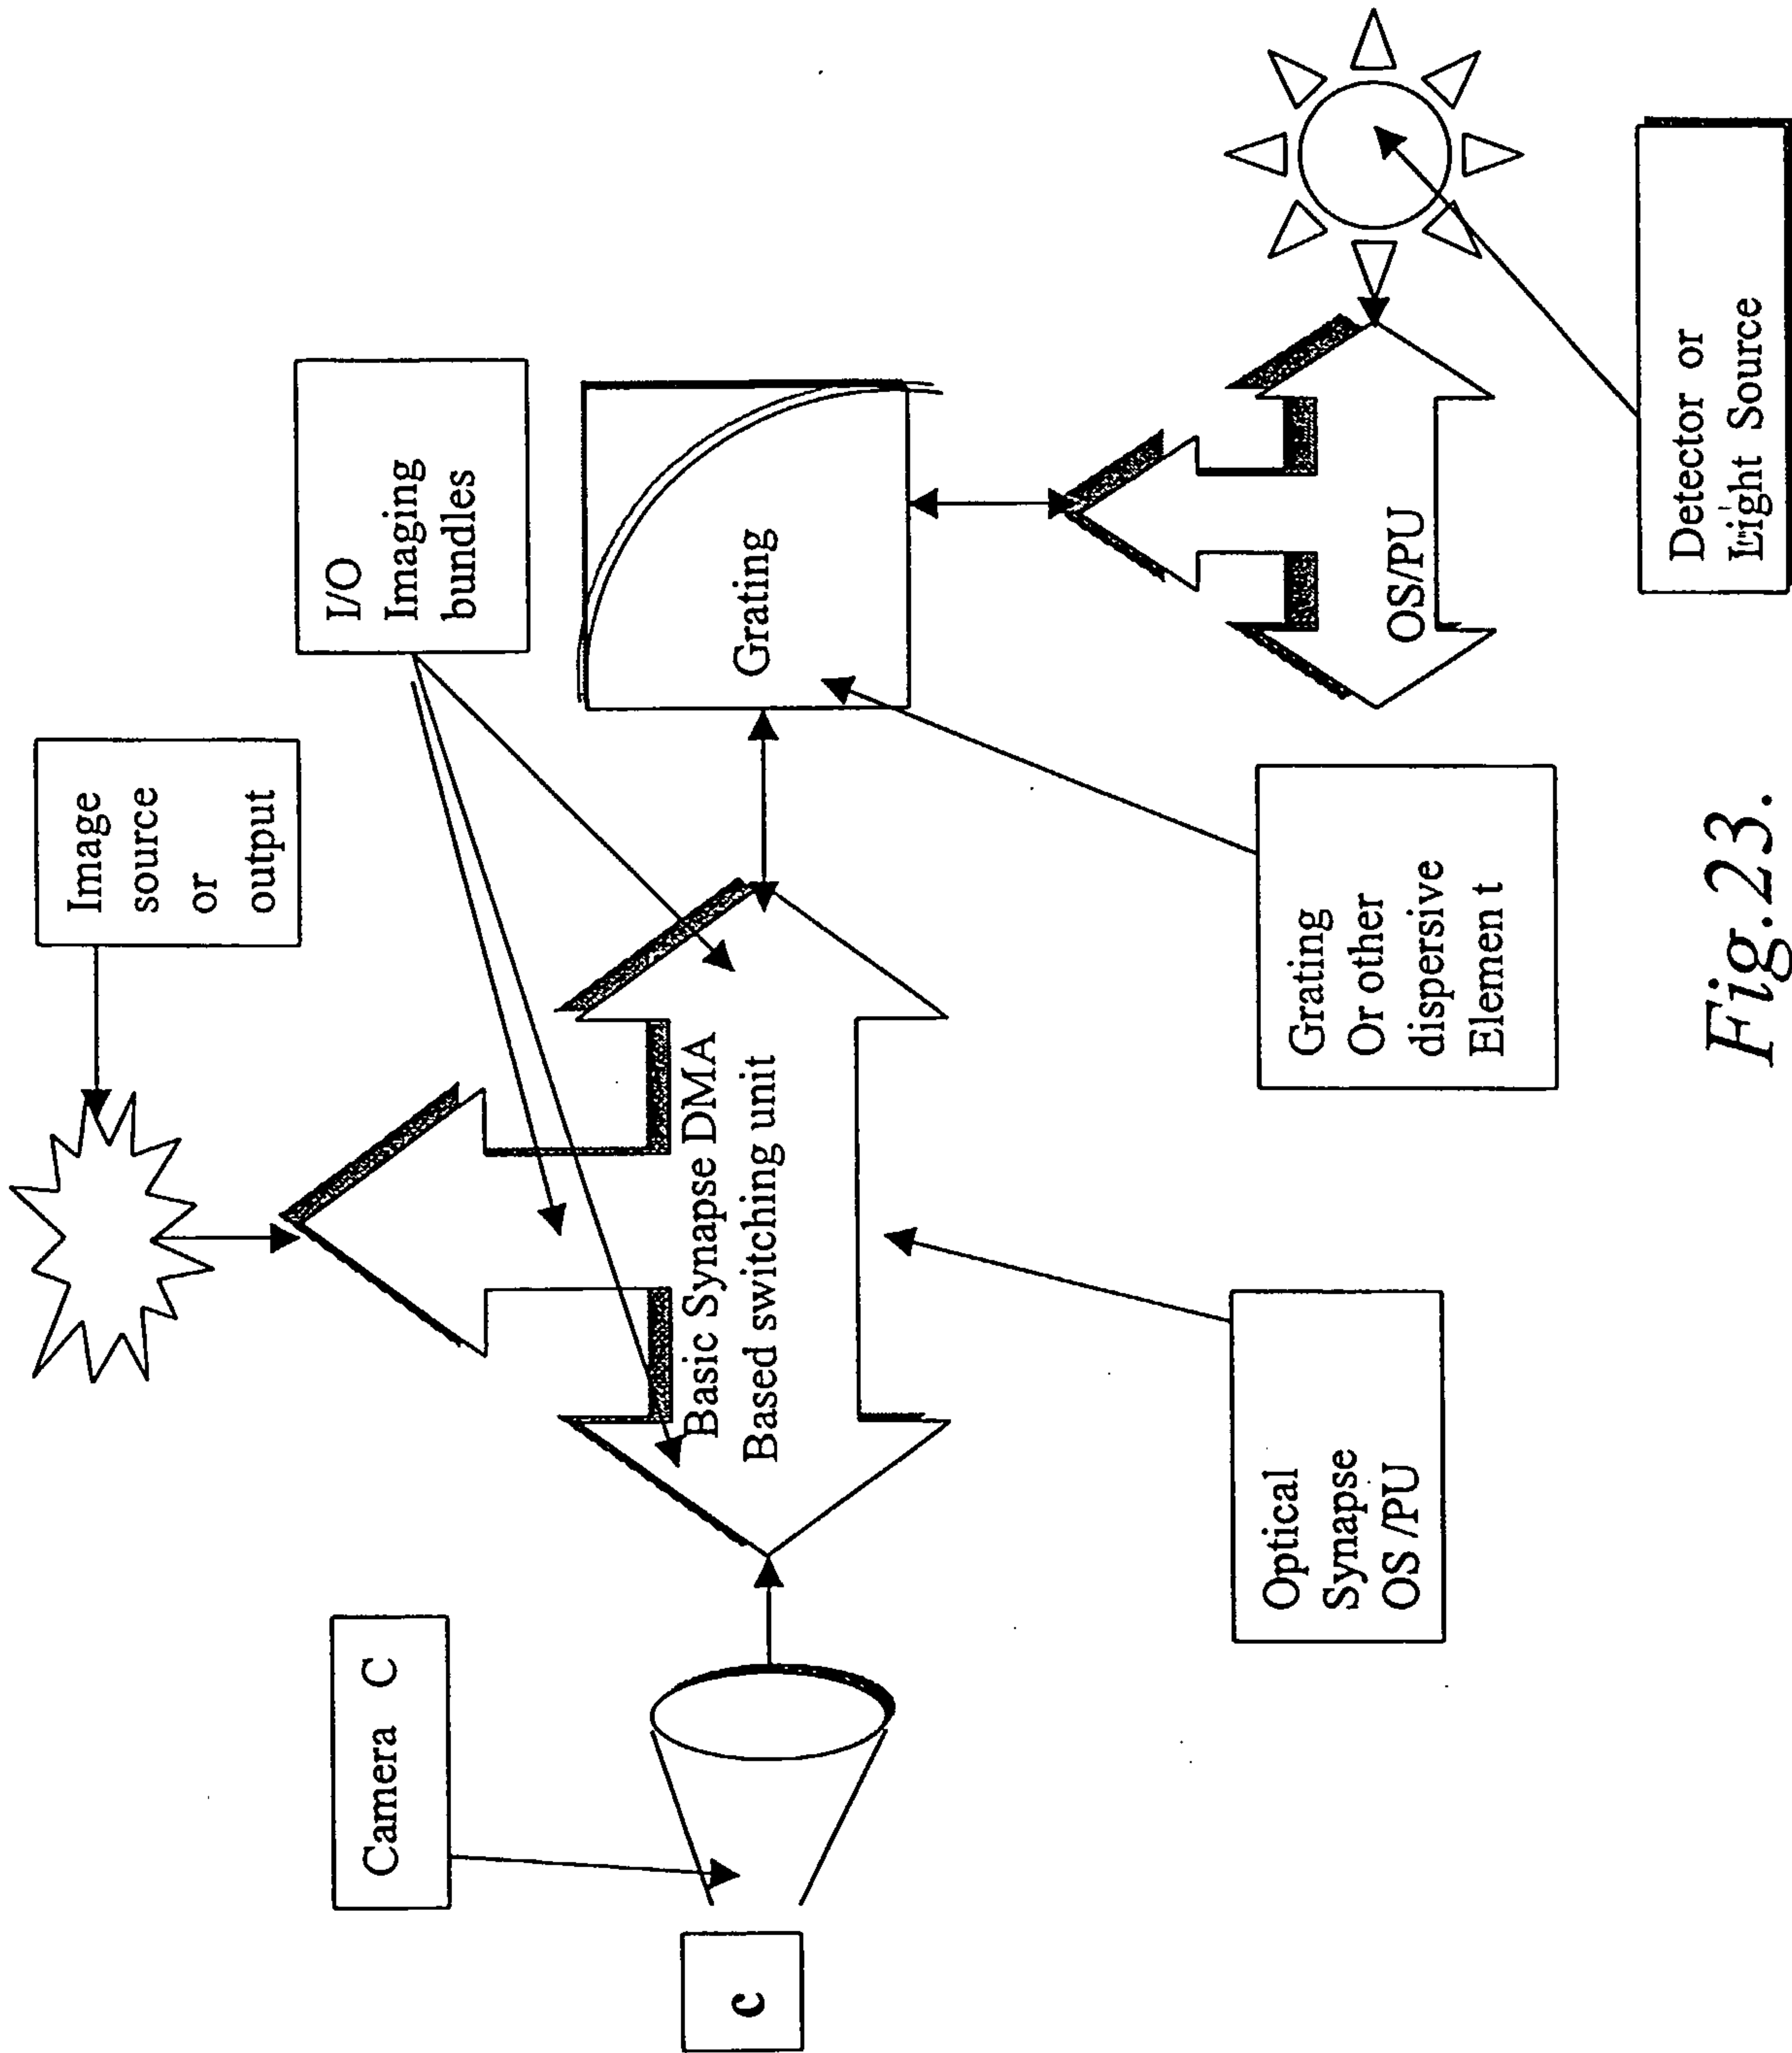 Image
source
or
output
I/O
Imaging
bundles
Camera C
c
Basic Synapse DMA
Based switching unit
Grating
OS/PU
Optical
Synapse
OS /PU
Grating
Or other
dispersive
Elemen t
Detector or
Light Source
Fig.23.